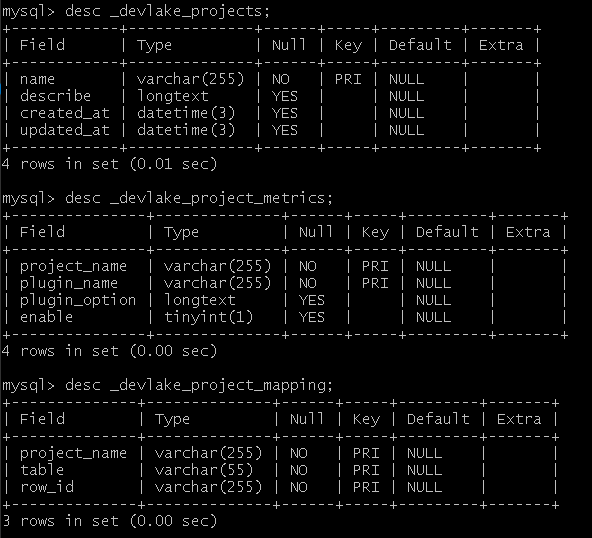 mysql> desc _devlake_projects;
+------------+--------------+------+-----+---------+-------+
| Field      | Type         | Null | Key | Default | Extra |
+------------+--------------+------+-----+---------+-------+
| name       | varchar(255) | NO   | PRI | NULL    |       |
| describe   | longtext     | YES  |     | NULL    |       |
| created_at | datetime(3)  | YES  |     | NULL    |       |
| updated_at | datetime(3)  | YES  |     | NULL    |       |
+------------+--------------+------+-----+---------+-------+
4 rows in set (0.01 sec)
mysql> desc _devlake_project_metrics;
+---------------+--------------+------+-----+---------+-------+
| Field         | Type         | Null | Key | Default | Extra |
+---------------+--------------+------+-----+---------+-------+
| project_name  | varchar(255) | NO   | PRI | NULL    |       |
| plugin_name   | varchar(255) | NO   | PRI | NULL    |       |
| plugin_option | longtext     | YES  |     | NULL    |       |
| enable        | tinyint(1)   | YES  |     | NULL    |       |
+---------------+--------------+------+-----+---------+-------+
4 rows in set (0.00 sec)
mysql> desc _devlake_project_mapping;
+--------------+--------------+------+-----+---------+-------+
| Field        | Type         | Null | Key | Default | Extra |
+--------------+--------------+------+-----+---------+-------+
| project_name | varchar(255) | NO   | PRI | NULL    |       |
| table        | varchar(55)  | NO   | PRI | NULL    |       |
| row_id       | varchar(255) | NO   | PRI | NULL    |       |
+--------------+--------------+------+-----+---------+-------+
3 rows in set (0.00 sec)